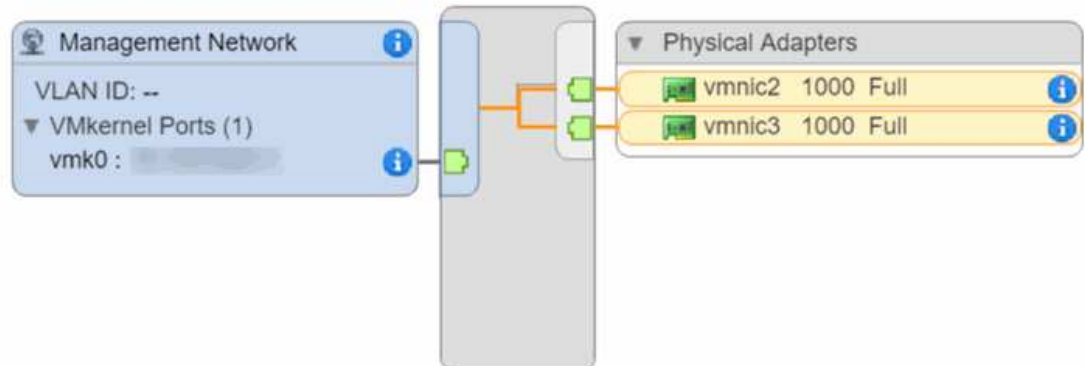 Management Network
VLAN ID: --
VMkernel Ports (1)
vmk0 :
Physical Adapters
vmnic2 1000 Full
vmnic3 1000 Full